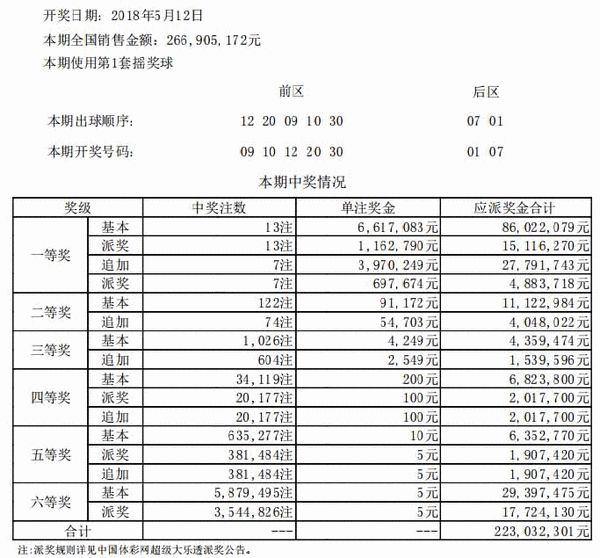 开奖日期：2018年5月12日
本期全国销售金额：266,905,172元
本期使用第1套摇奖球
前区 后区
本期出球顺序： 12 20 09 10 30 07 01
本期开奖号码： 09 10 12 20 30 01 07
本期中奖情况
奖级 中奖注数 单注奖金 应派奖金合计
一等奖 基本 13注 6,617,083元 86,022,079元
派奖 13注 1,162,790元 15,116,270元
追加 7注 3,970,249元 27,791,743元
派奖 7注 697,674元 4,883,718元
二等奖 基本 122注 91,172元 11,122,984元
追加 74注 54,703元 4,048,022元
三等奖 基本 1,026注 4,249元 4,359,474元
追加 604注 2,549元 1,539,596元
四等奖 基本 34,119注 200元 6,823,800元
派奖 20,177注 100元 2,017,700元
追加 20,177注 100元 2,017,700元
五等奖 基本 635,277注 10元 6,352,770元
派奖 381,484注 5元 1,907,420元
追加 381,484注 5元 1,907,420元
六等奖 基本 5,879,495注 5元 29,397,475元
派奖 3,544,826注 5元 17,724,130元
合计 --- --- 223,032,301元
注:派奖规则详见中国体彩网超级大乐透派奖公告。